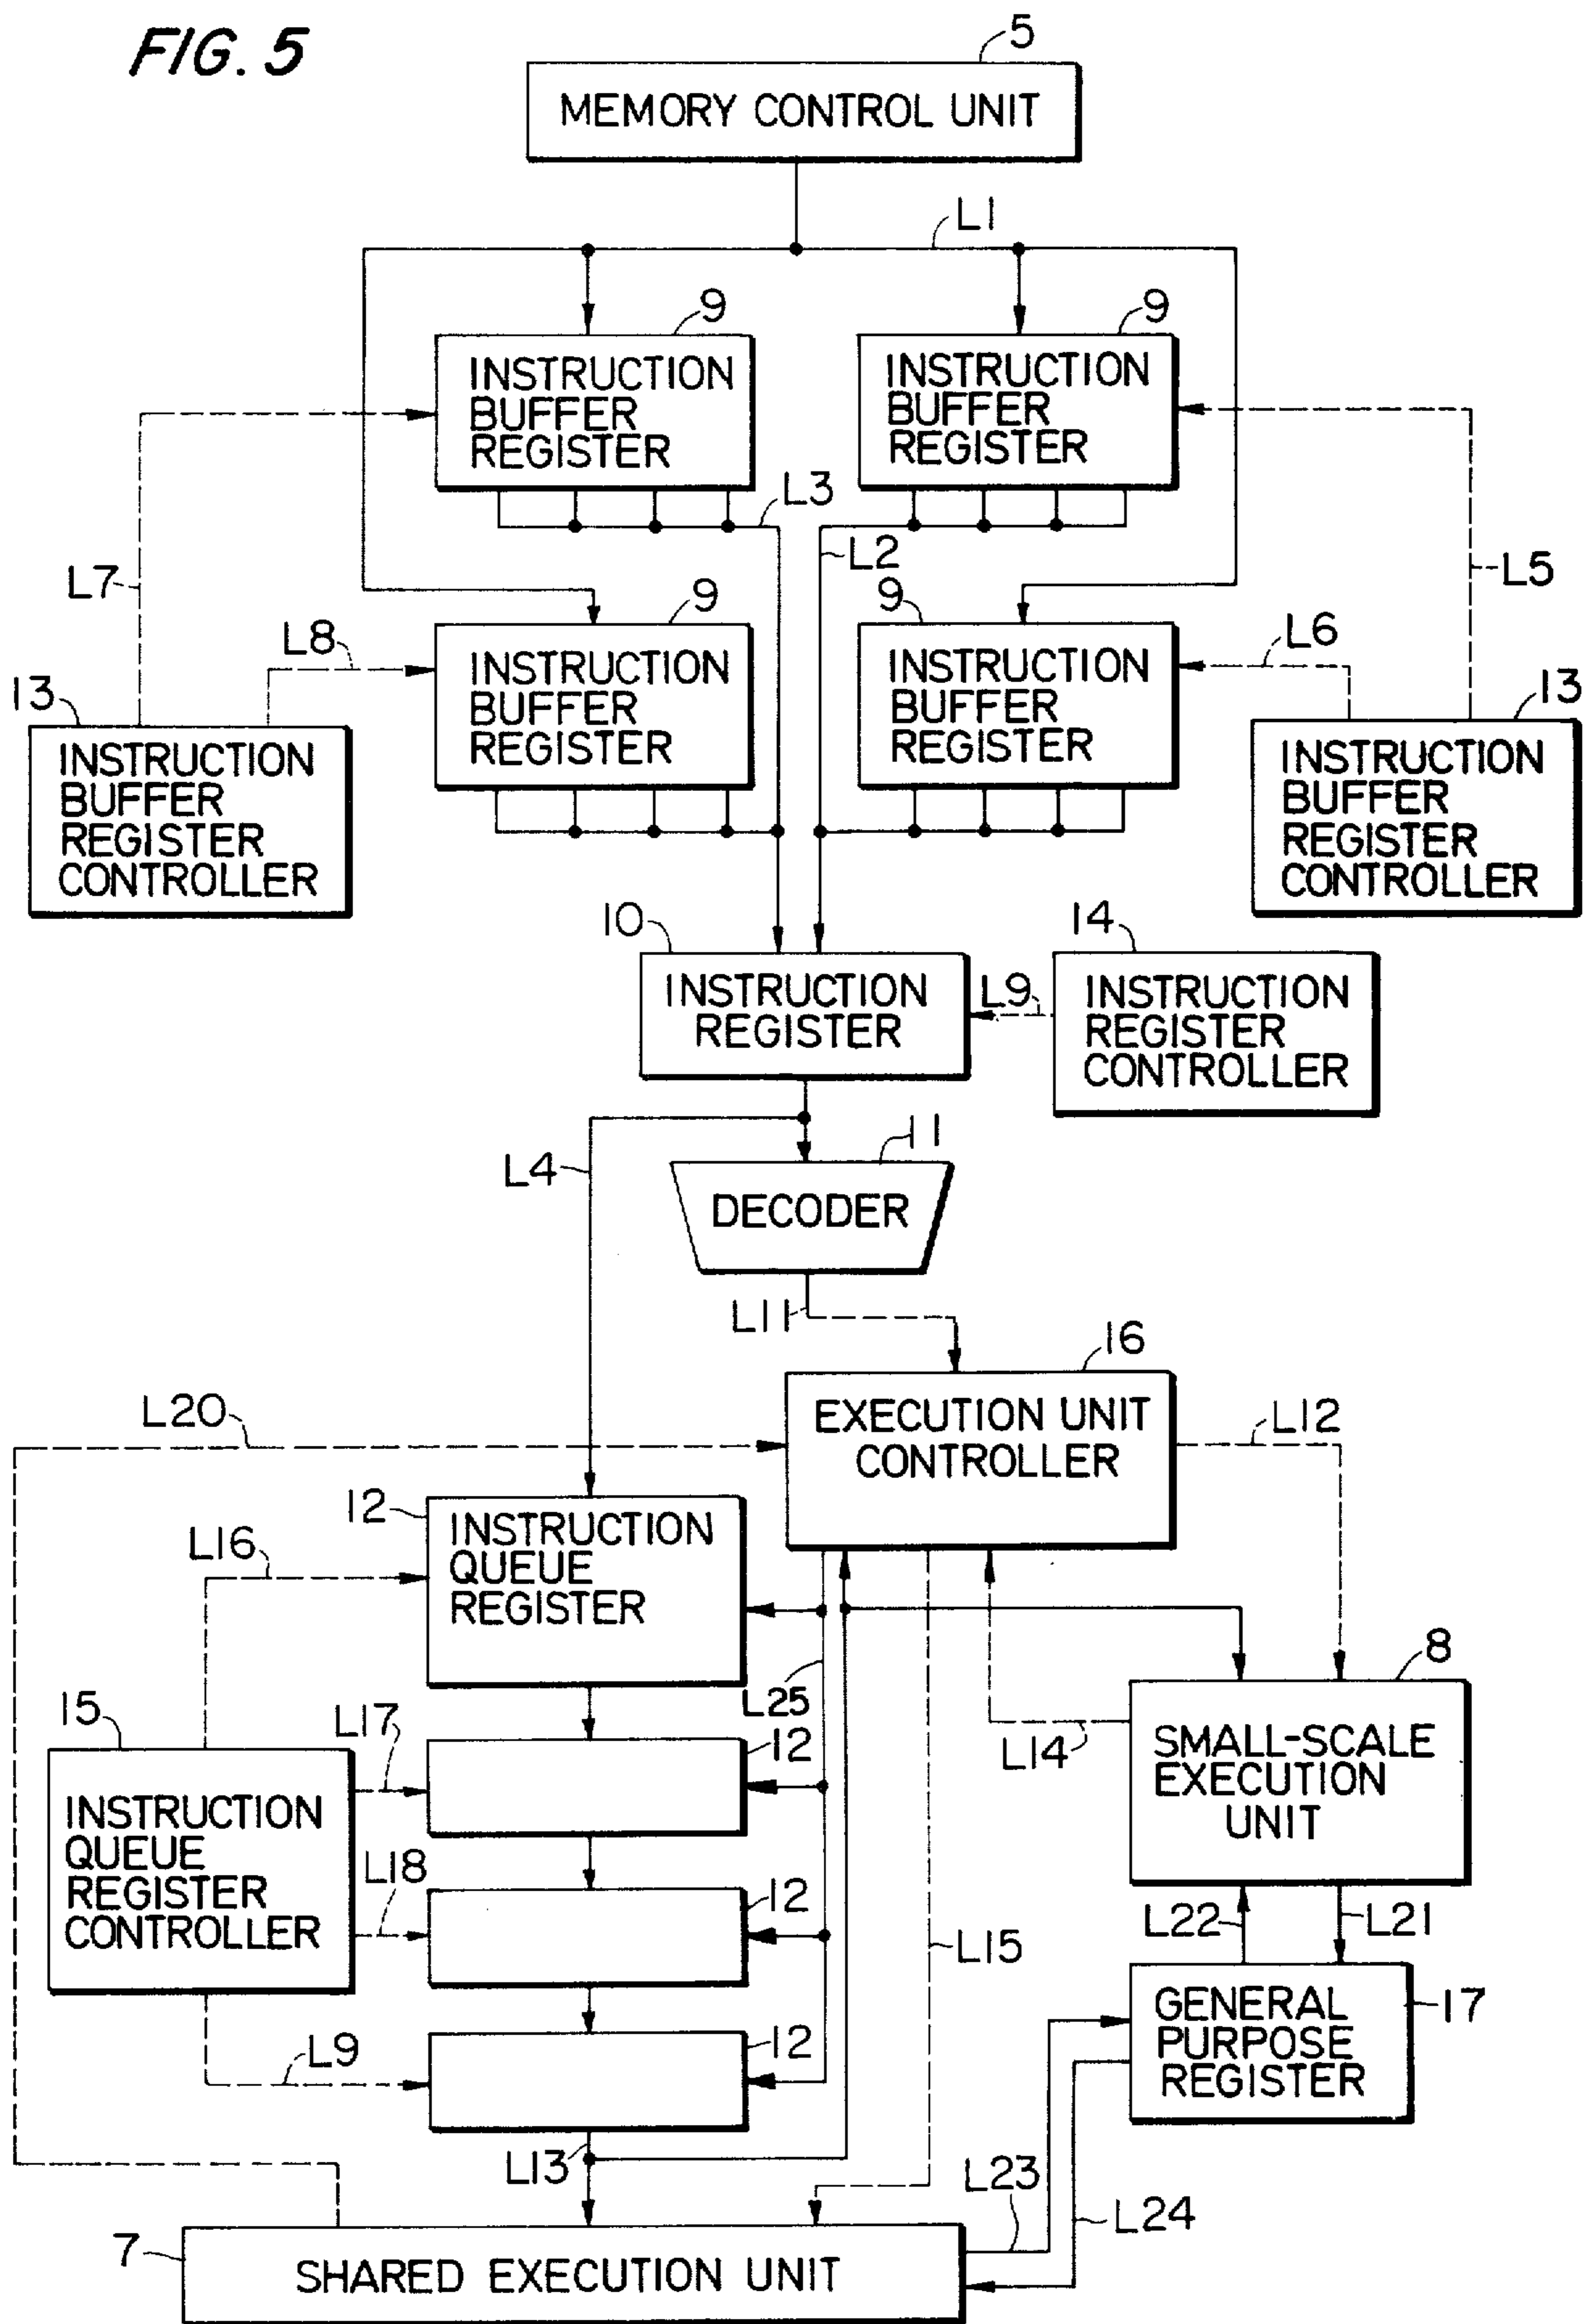 FIG. 5
5
MEMORY CONTROL UNIT
L1
9
INSTRUCTION
BUFFER
REGISTER
9
INSTRUCTION
BUFFER
REGISTER
L3
L2
L7
L5
9
INSTRUCTION
BUFFER
REGISTER
9
INSTRUCTION
BUFFER
REGISTER
L8
L6
13
INSTRUCTION
BUFFER
REGISTER
CONTROLLER
13
INSTRUCTION
BUFFER
REGISTER
CONTROLLER
10
INSTRUCTION
REGISTER
L9
14
INSTRUCTION
REGISTER
CONTROLLER
L4
11
DECODER
L11
16
EXECUTION UNIT
CONTROLLER
L20
L12
12
INSTRUCTION
QUEUE
REGISTER
L16
L25
8
SMALL-SCALE
EXECUTION
UNIT
L14
15
INSTRUCTION
QUEUE
REGISTER
CONTROLLER
L17
12
L18
12
L15
L22
L21
L9
12
17
GENERAL
PURPOSE
REGISTER
L13
L23
L24
7
SHARED EXECUTION UNIT